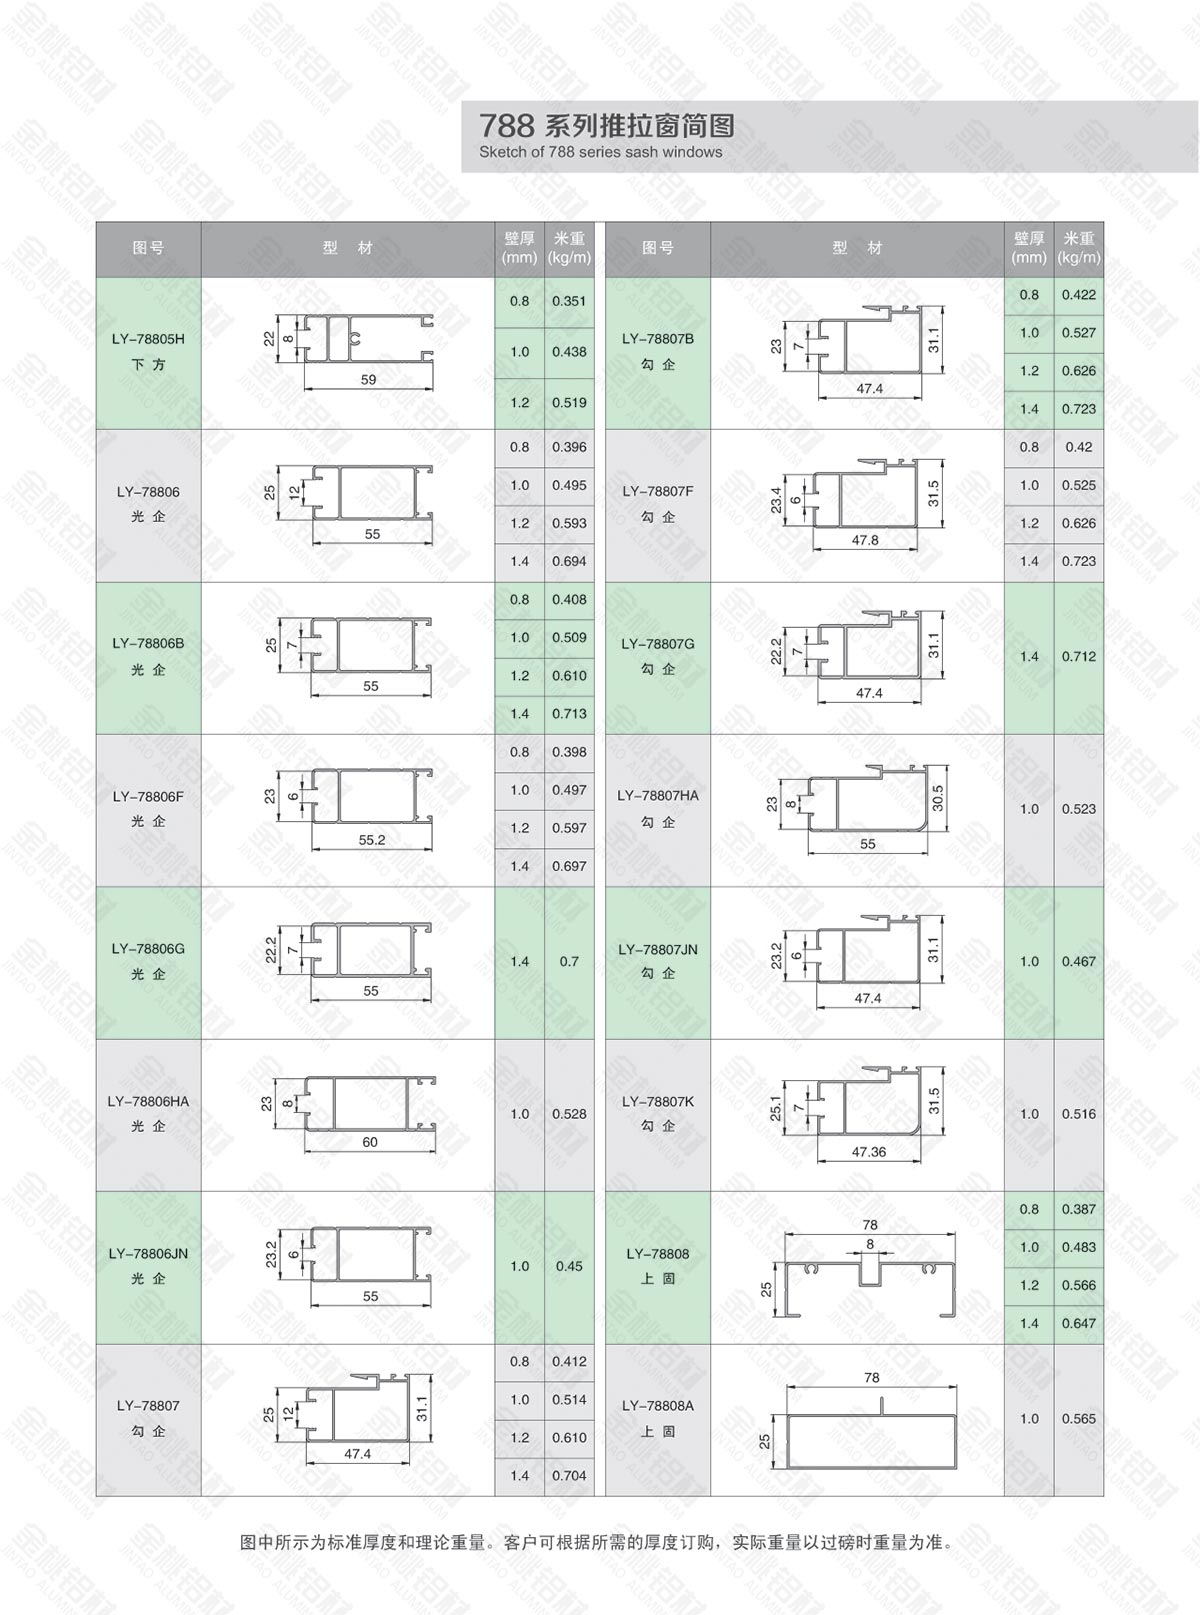 788 系列推拉窗简图
Sketch of 788 series sash windows
图号 型 材 壁厚(mm) 米重(kg/m)
LY-78805H
下 方
22 8 59
0.8 0.351
1.0 0.438
1.2 0.519
LY-78806
光 企
25 12 55
0.8 0.396
1.0 0.495
1.2 0.593
1.4 0.694
LY-78806B
光 企
25 7 55
0.8 0.408
1.0 0.509
1.2 0.610
1.4 0.713
LY-78806F
光 企
23 6 55.2
0.8 0.398
1.0 0.497
1.2 0.597
1.4 0.697
LY-78806G
光 企
22.2 7 55
1.4 0.7
LY-78806HA
光 企
23 8 60
1.0 0.528
LY-78806JN
光 企
23.2 6 55
1.0 0.45
LY-78807
勾 企
25 12 31.1 47.4
0.8 0.412
1.0 0.514
1.2 0.610
1.4 0.704
图号 型 材 壁厚(mm) 米重(kg/m)
LY-78807B
勾 企
23 7 31.1 47.4
0.8 0.422
1.0 0.527
1.2 0.626
1.4 0.723
LY-78807F
勾 企
23.4 6 31.5 47.8
0.8 0.42
1.0 0.525
1.2 0.626
1.4 0.723
LY-78807G
勾 企
22.2 7 31.1 47.4
1.4 0.712
LY-78807HA
勾 企
23 8 30.5 55
1.0 0.523
LY-78807JN
勾 企
23.2 6 31.1 47.4
1.0 0.467
LY-78807K
勾 企
25.1 7 31.5 47.36
1.0 0.516
LY-78808
上 固
78 8 25
0.8 0.387
1.0 0.483
1.2 0.566
1.4 0.647
LY-78808A
上 固
78 25
1.0 0.565
图中所示为标准厚度和理论重量。客户可根据所需的厚度订购，实际重量以过磅时重量为准。
金桃铝材
JINTAO ALUMINIUM